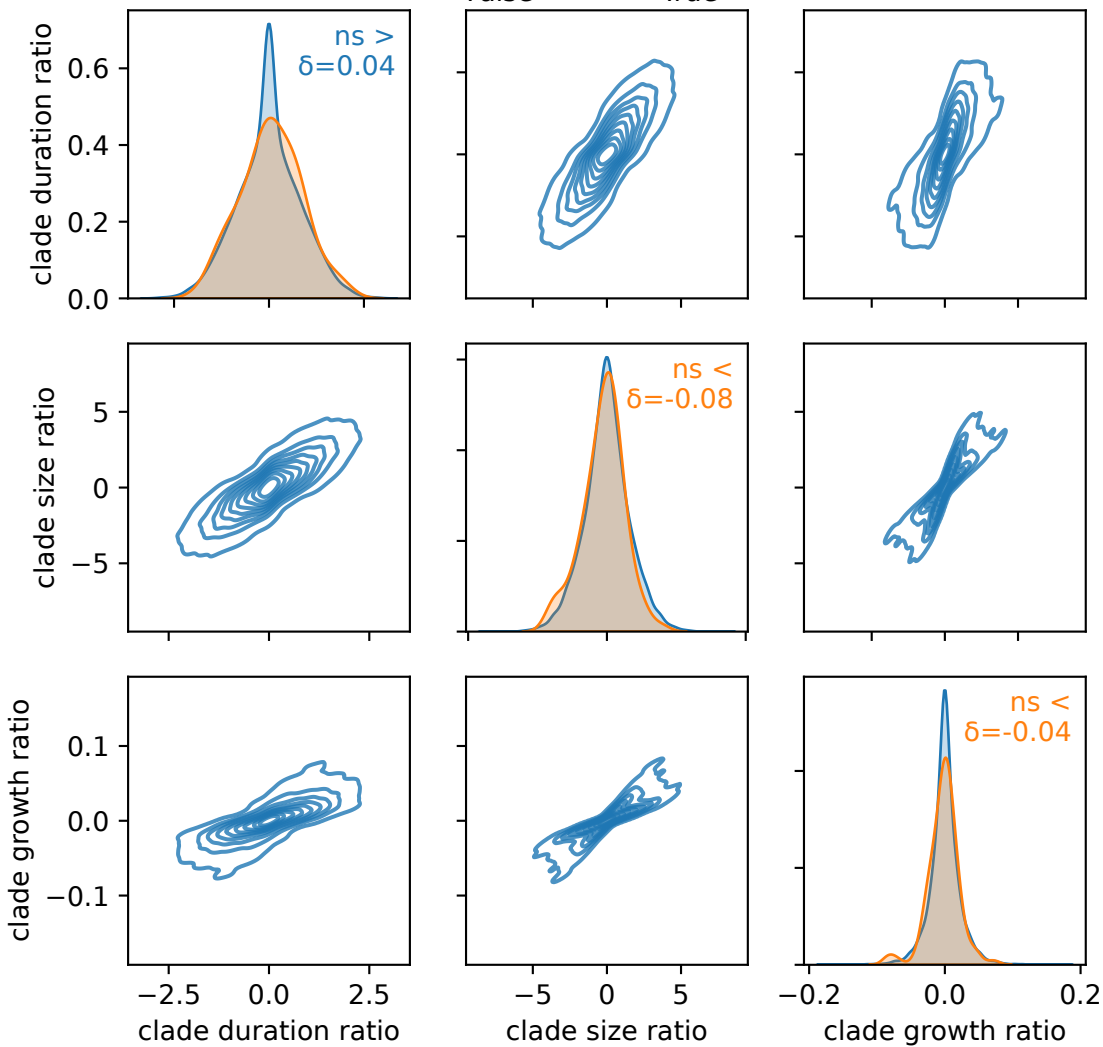 ns >
δ=0.04
clade duration ratio
0.6
0.4
0.2
0.0
ns <
δ=-0.08
clade size ratio
5
0
−5
ns <
δ=-0.04
clade growth ratio
0.1
0.0
−0.1
−2.5 0.0 2.5
−5 0 5
−0.2 0.0 0.2
clade duration ratio
clade size ratio
clade growth ratio